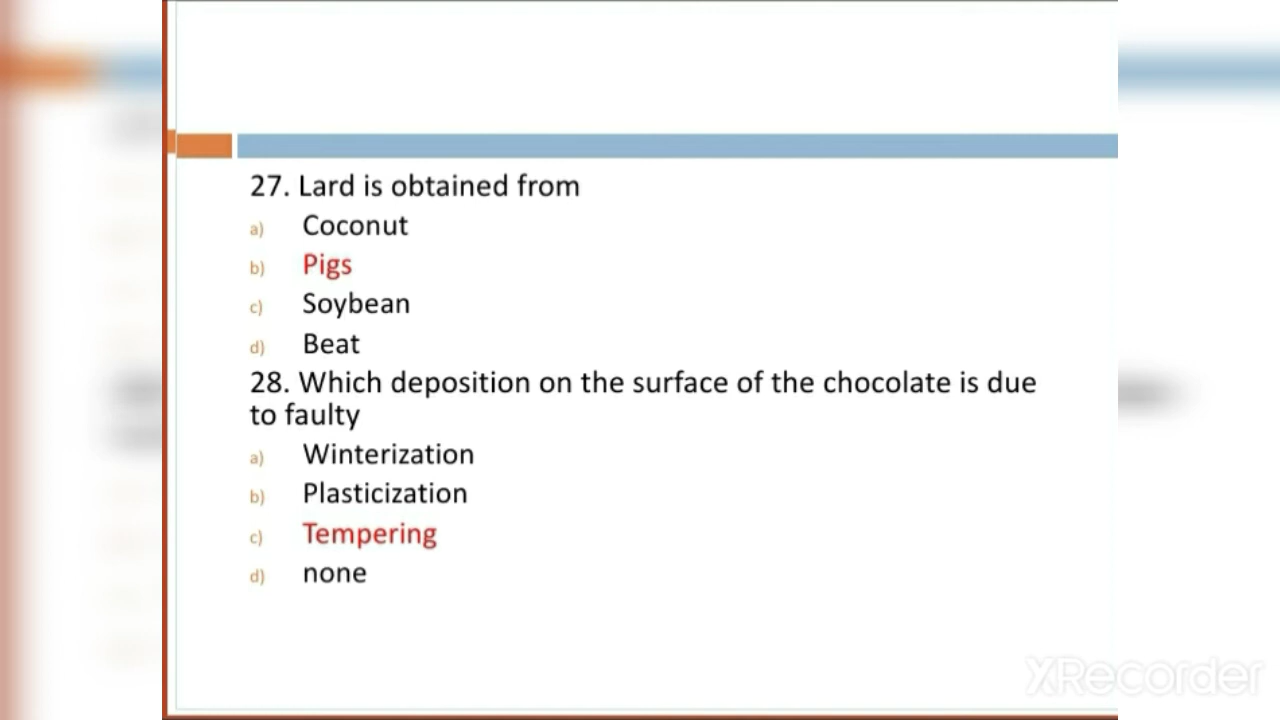 27. Lard is obtained from
a) Coconut
b) Pigs
c) Soybean
d) Beat
28. Which deposition on the surface of the chocolate is due
to faulty
a) Winterization
b) Plasticization
c) Tempering
d) none
XRecorder